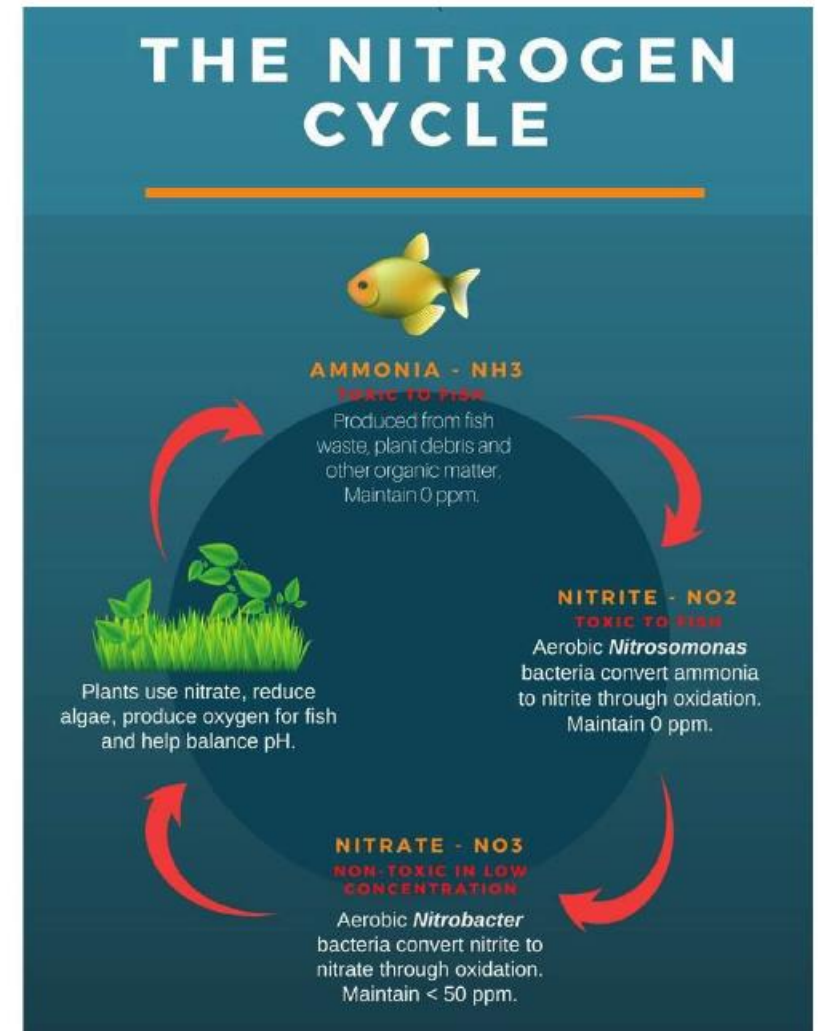 THE NITROGEN
CYCLE
AMMONIA - NH3
TOXIC TO FISH
Produced from fish
waste, plant debris and
other organic matter.
Maintain 0 ppm.
NITRITE - NO2
TOXIC TO FISH
Aerobic Nitrosomonas
bacteria convert ammonia
to nitrite through oxidation.
Maintain 0 ppm.
NITRATE - NO3
NON-TOXIC IN LOW
CONCENTRATION
Aerobic Nitrobacter
bacteria convert nitrite to
nitrate through oxidation.
Maintain < 50 ppm.
Plants use nitrate, reduce
algae, produce oxygen for fish
and help balance pH.